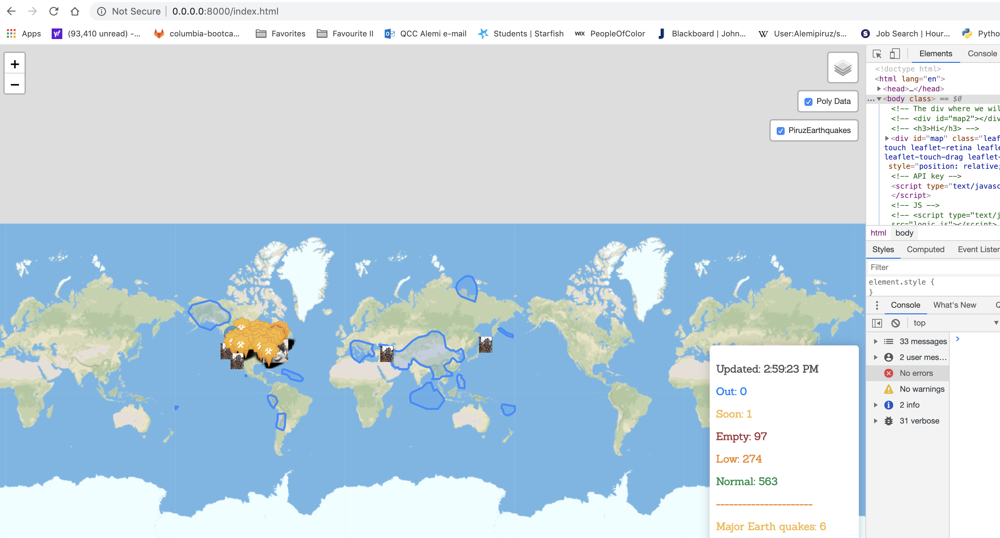 Not Secure | 0.0.0.0:8000/index.html
Apps (93,410 unread) -... columbia-bootca... Favorites Favourite II QCC Alemi e-mail Students | Starfish WIX PeopleOfColor Blackboard | John... W User:Alemipiruz/s... S Job Search | Hour... Pytho
+
−
Poly Data
PiruzEarthquakes
Updated: 2:59:23 PM
Out: 0
Soon: 1
Empty: 97
Low: 274
Normal: 563
----------------------
Major Earth quakes: 6
Elements Console
<!doctype html>
<html lang="en">
<head>…</head>
…<body class> == $0
<!-- The div where we wil
<!-- <div id="map2"></div
<!-- <h3>Hi</h3> -->
<div id="map" class="leaf
touch leaflet-retina leafle
leaflet-touch-drag leaflet-
style="position: relative;
<!-- API key -->
<script type="text/javasc
</script>
<!-- JS -->
<!-- <script type="text/j
src="logic.js"></script>
html body
Styles Computed Event Listen
Filter
element.style {
}
Console What's New
top
33 messages
2 user mes...
No errors
No warnings
2 info
31 verbose